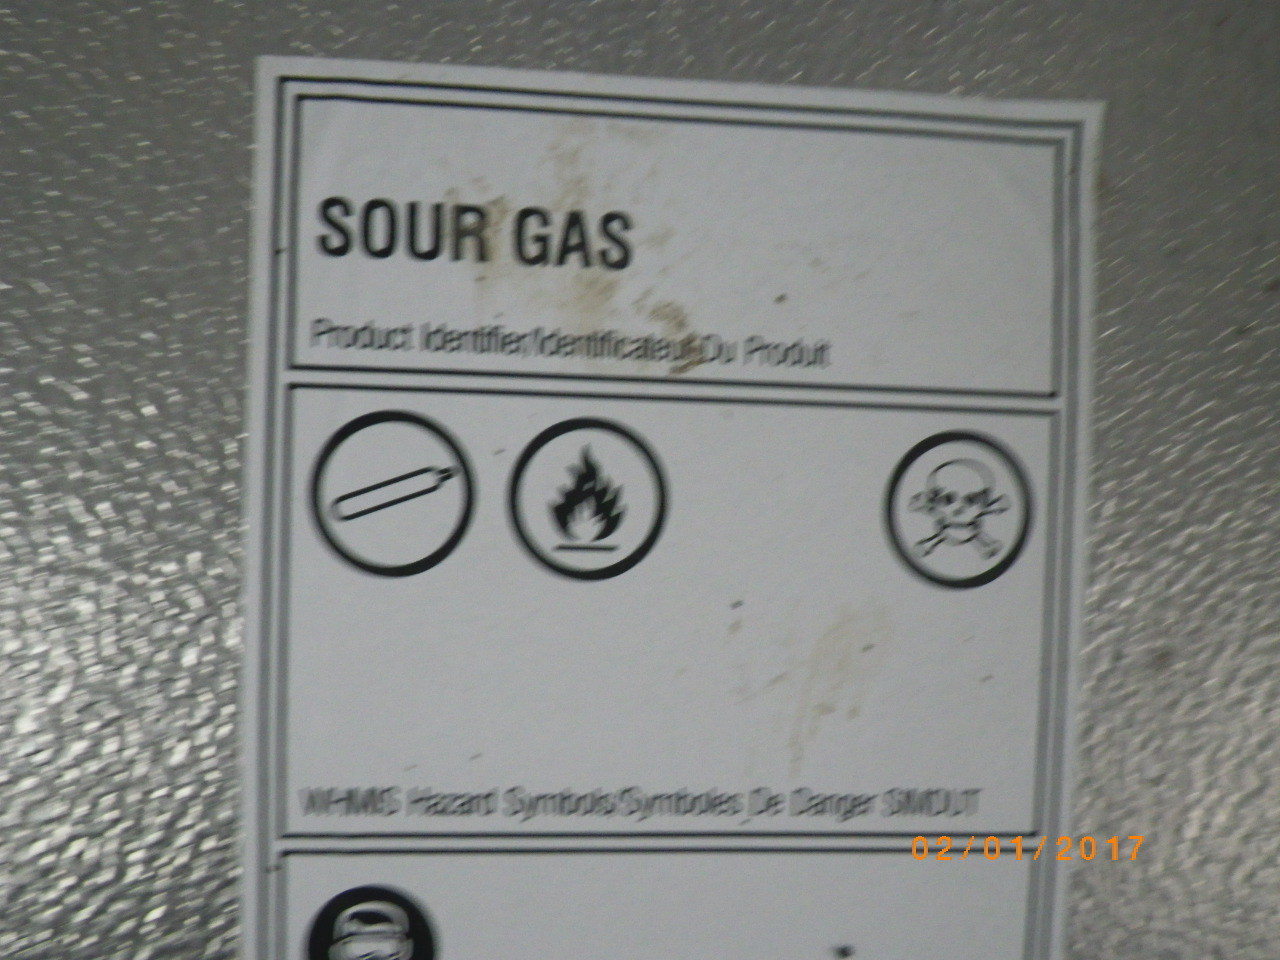 SOUR GAS
Product Identifier/Identificateur Du Produit
WHMIS Hazard Symbols/Symboles De Danger SIMDUT
02/01/2017